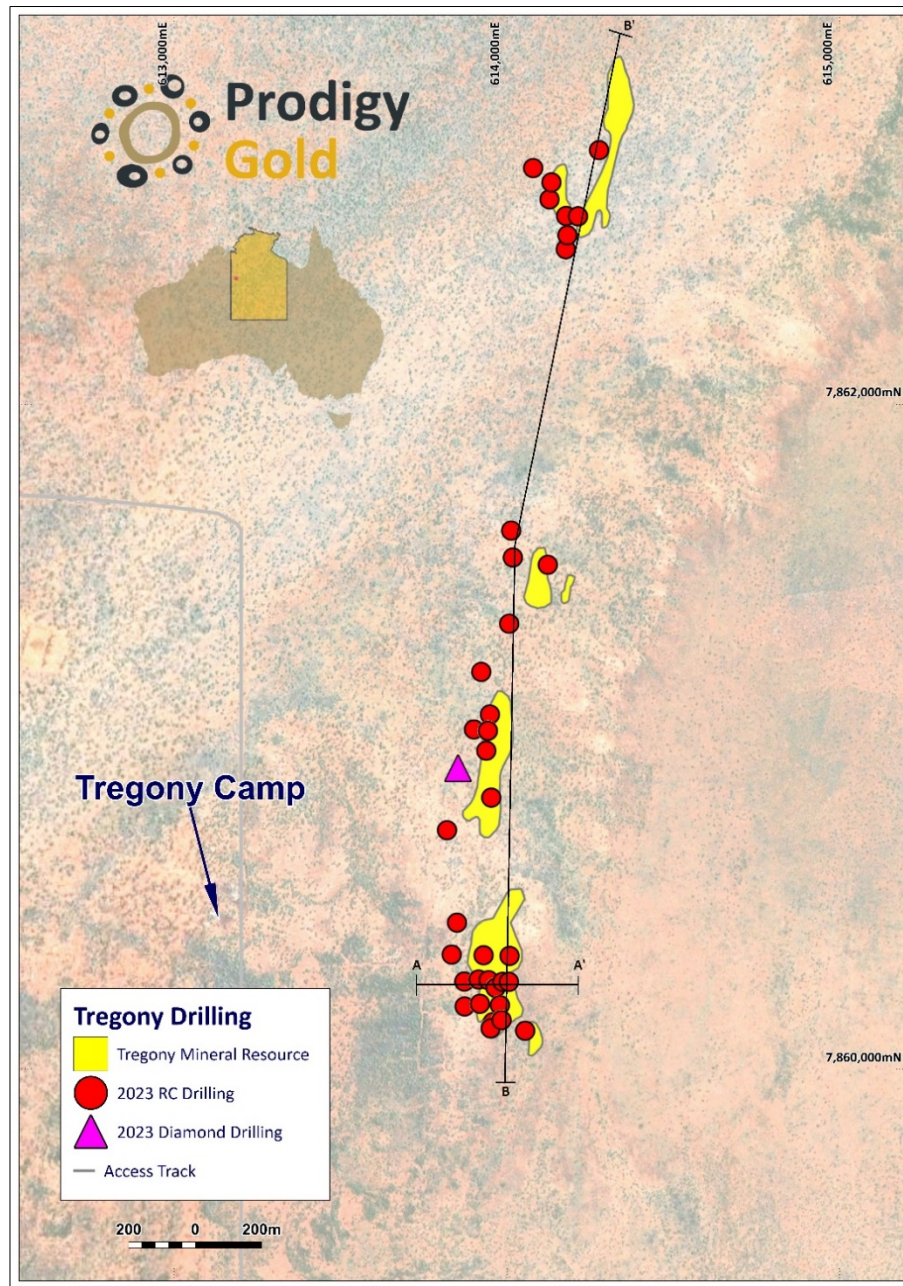 613,000mE
614,000mE
615,000mE
B'
Prodigy
Gold
7,862,000mN
Tregony Camp
A
A'
7,860,000mN
B
Tregony Drilling
Tregony Mineral Resource
2023 RC Drilling
2023 Diamond Drilling
Access Track
200 0 200m